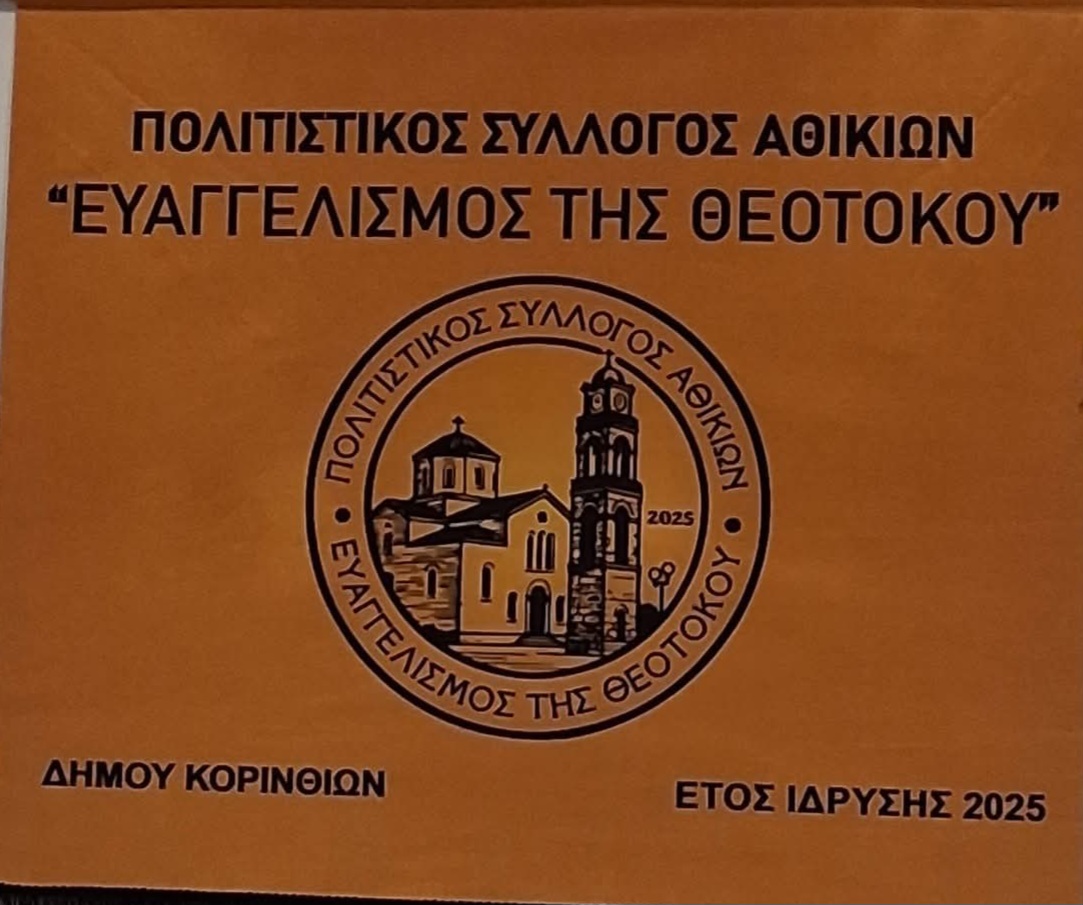 ΠΟΛΙΤΙΣΤΙΚΟΣ ΣΥΛΛΟΓΟΣ ΑΘΙΚΙΩΝ
“ΕΥΑΓΓΕΛΙΣΜΟΣ ΤΗΣ ΘΕΟΤΟΚΟΥ”
ΠΟΛΙΤΙΣΤΙΚΟΣ ΣΥΛΛΟΓΟΣ ΑΘΙΚΙΩΝ
2025
• ΕΥΑΓΓΕΛΙΣΜΟΣ ΤΗΣ ΘΕΟΤΟΚΟΥ •
ΔΗΜΟΥ ΚΟΡΙΝΘΙΩΝ
ΕΤΟΣ ΙΔΡΥΣΗΣ 2025